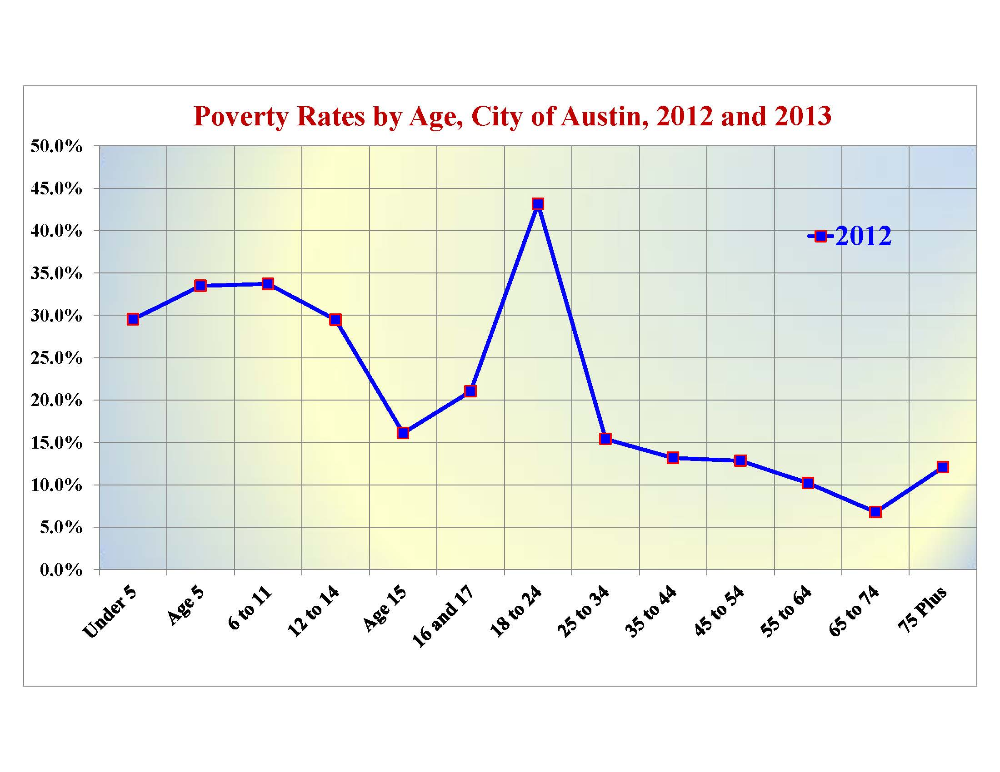 Poverty Rates by Age, City of Austin, 2012 and 2013
50.0%
45.0%
40.0%
2012
35.0%
30.0%
25.0%
20.0%
15.0%
10.0%
5.0%
0.0%
Under 5
Age 5
6 to 11
12 to 14
Age 15
16 and 17
18 to 24
25 to 34
35 to 44
45 to 54
55 to 64
65 to 74
75 Plus